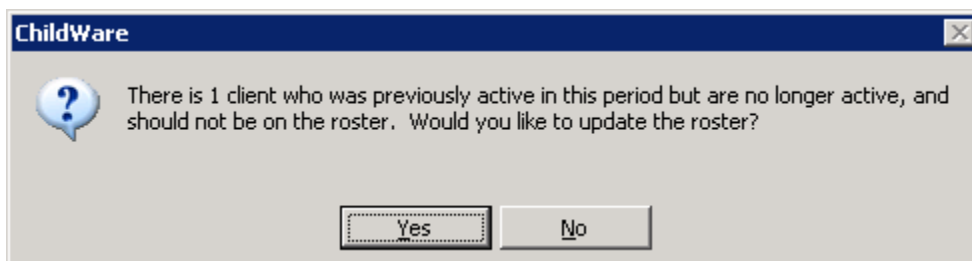 ChildWare
There is 1 client who was previously active in this period but are no longer active, and
should not be on the roster.  Would you like to update the roster?
Yes
No